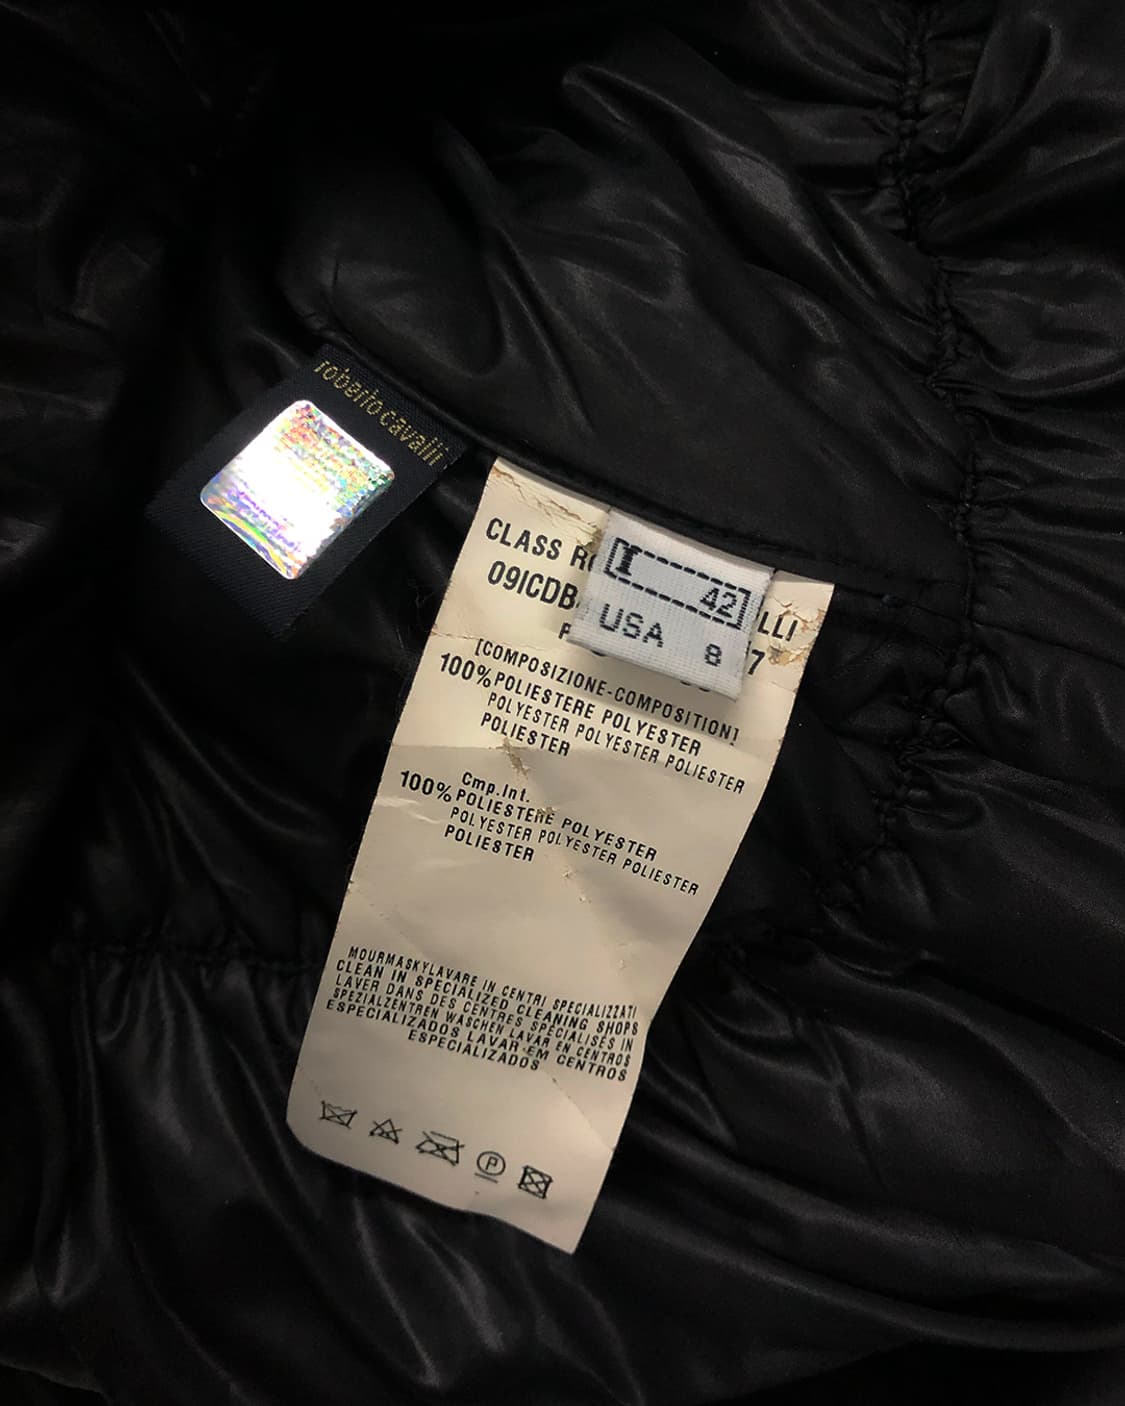 roberto cavalli
CLASS
LLI
09ICDB
7
I 42
USA 8
[COMPOSIZIONE-COMPOSITION]
100% POLIESTERE POLYESTER
POLYESTER POLYESTER POLIESTER
POLIESTER
Cmp.Int.
100% POLIESTERE POLYESTER
POLYESTER POLYESTER POLIESTER
POLIESTER
MOURMASKYLAVARE IN CENTRI SPECIALIZZATI
CLEAN IN SPECIALIZED CLEANING SHOPS
LAVER DANS DES CENTRES SPECIALISES IN
SPEZIALZENTREN WASCHEN LAVAR EN CENTROS
ESPECIALIZADOS LAVAR EM CENTROS
ESPECIALIZADOS
P